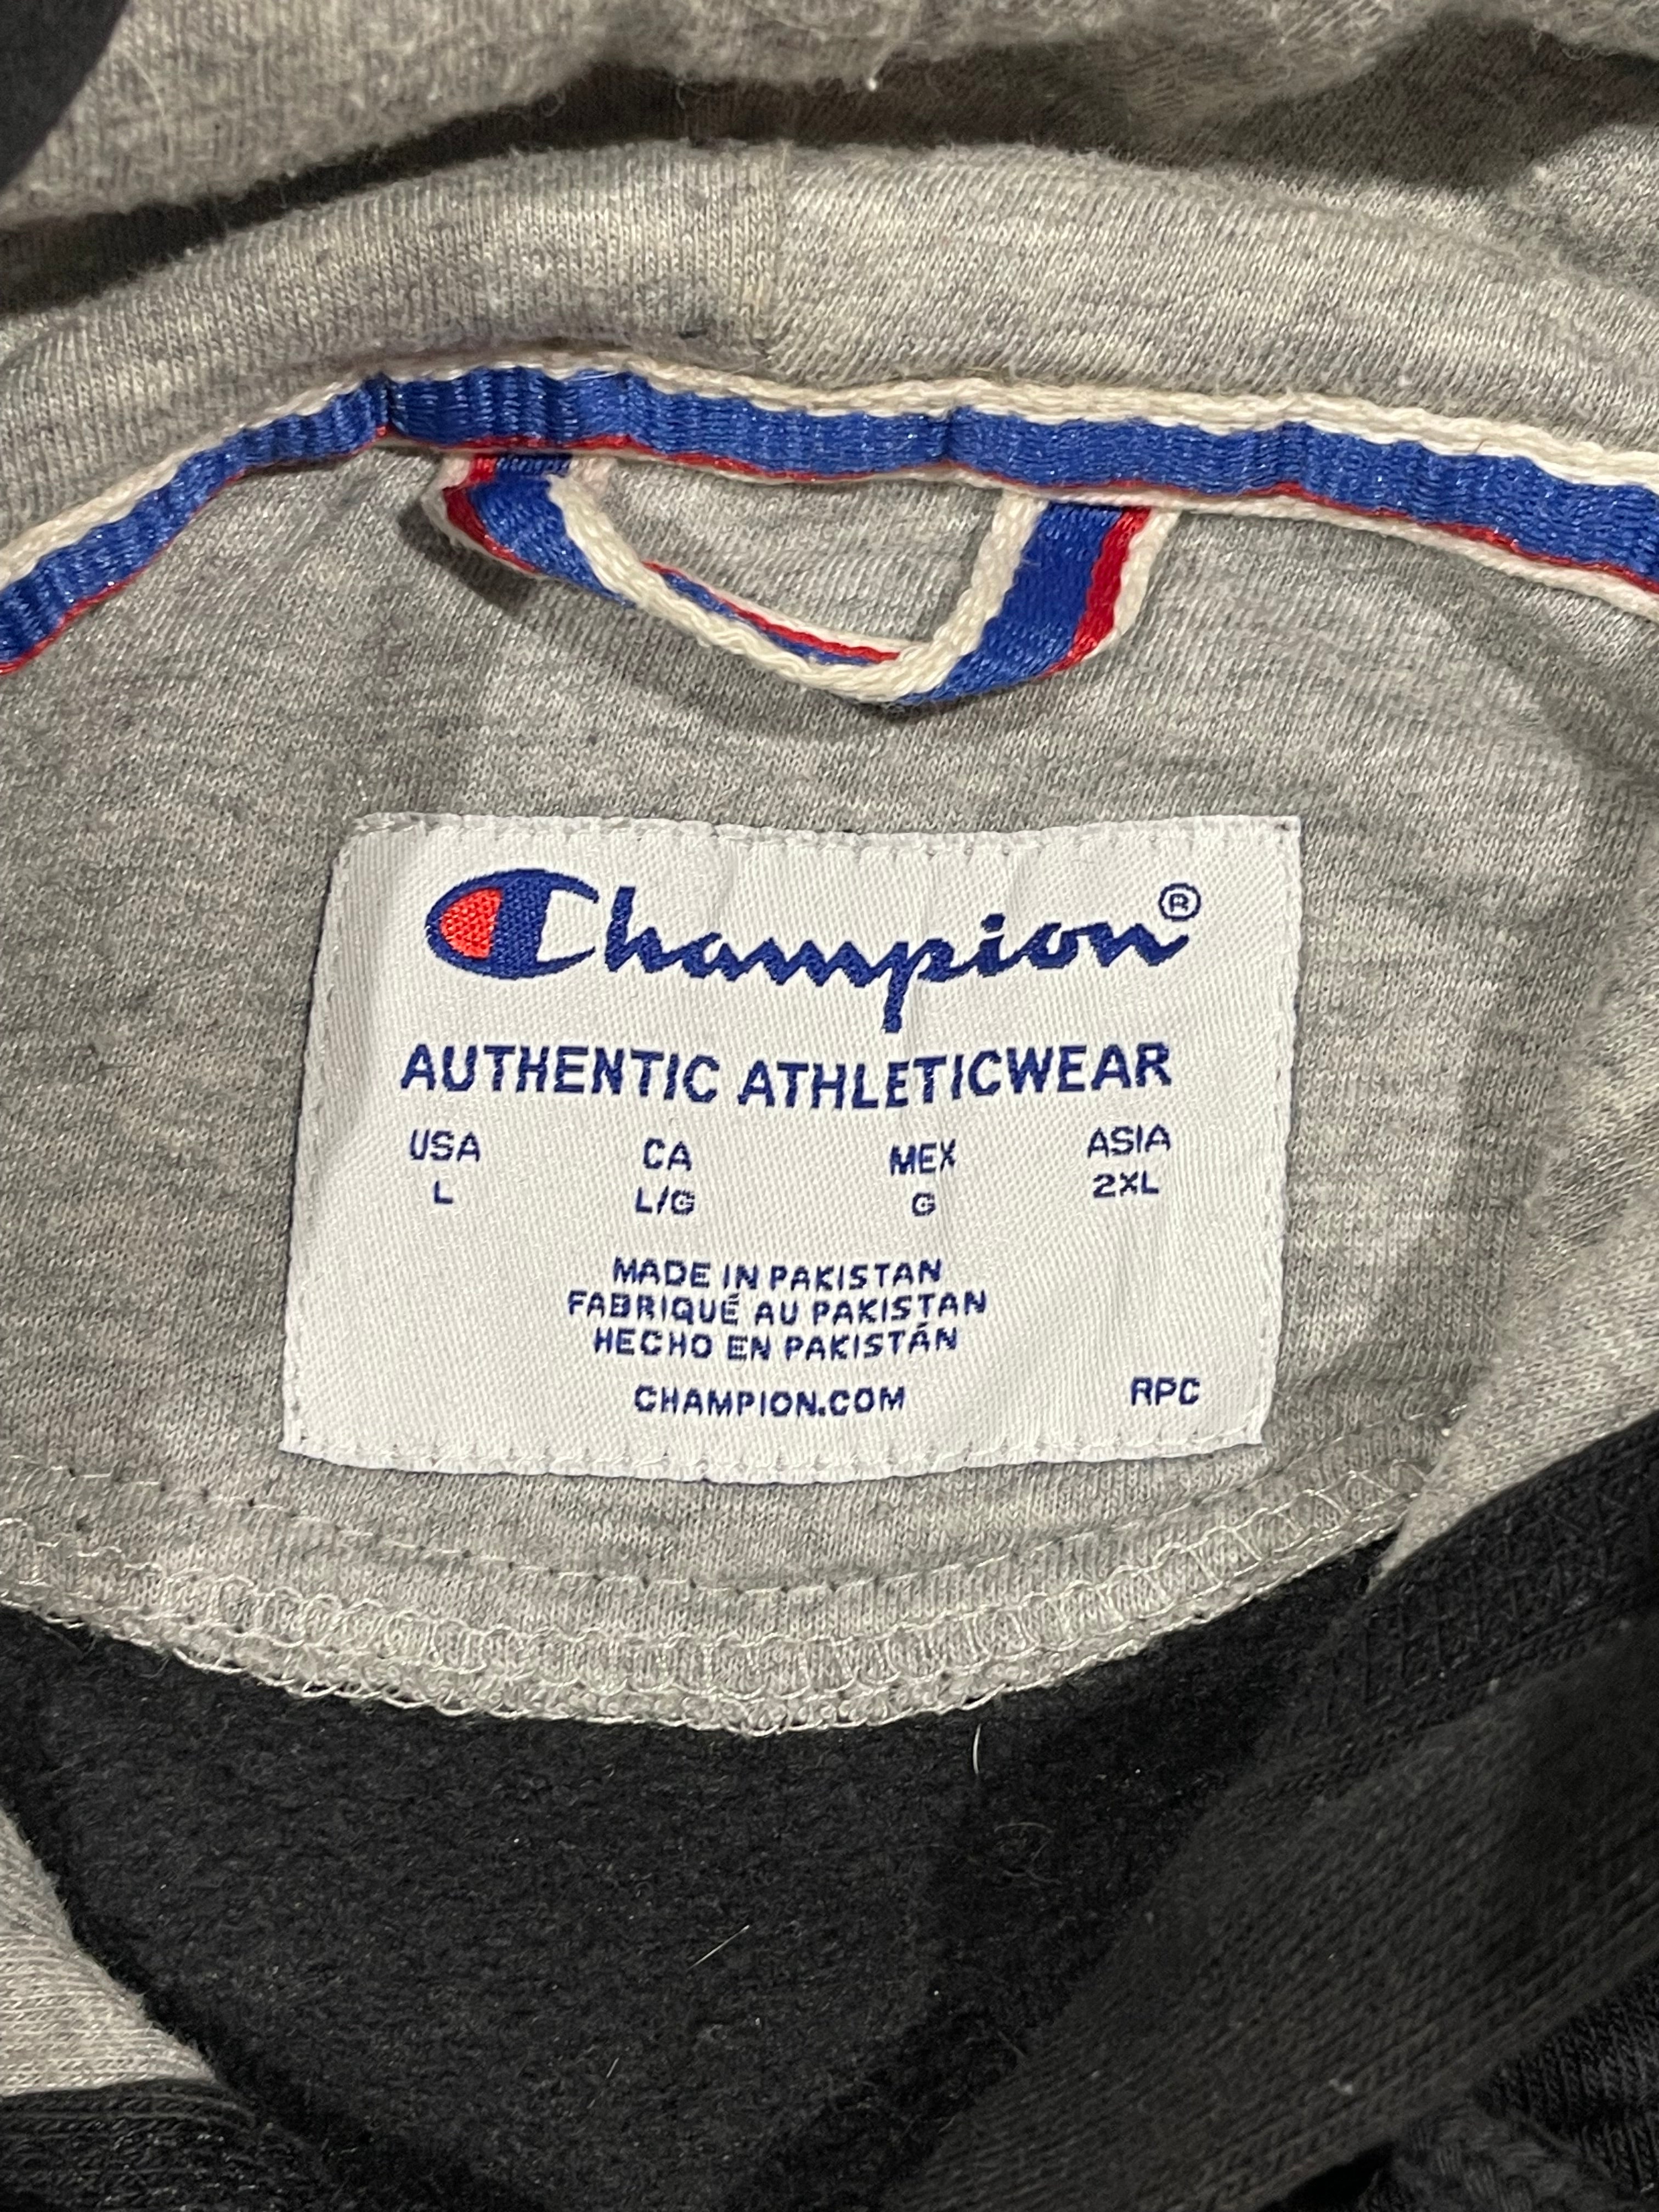 Champion®
AUTHENTIC ATHLETICWEAR
USA CA MEX ASIA
L L/G G 2XL
MADE IN PAKISTAN
FABRIQUÉ AU PAKISTAN
HECHO EN PAKISTÁN
CHAMPION.COM RPC